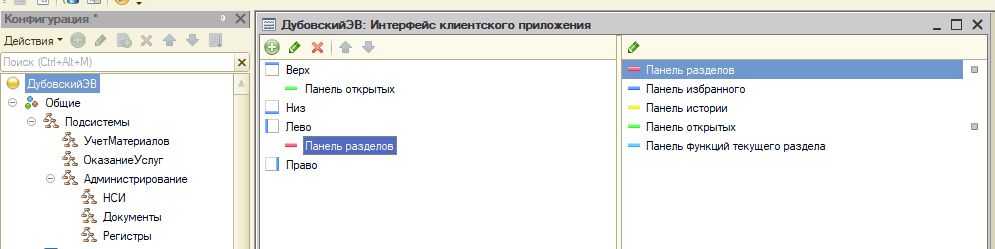 Конфигурация *
Действия
Поиск (Ctrl+Alt+M)
ДубовскийЭВ
Общие
Подсистемы
УчетМатериалов
ОказаниеУслуг
Администрирование
НСИ
Документы
Регистры
ДубовскийЭВ: Интерфейс клиентского приложения
Верх
Панель открытых
Низ
Лево
Панель разделов
Право
Панель разделов
Панель избранного
Панель истории
Панель открытых
Панель функций текущего раздела